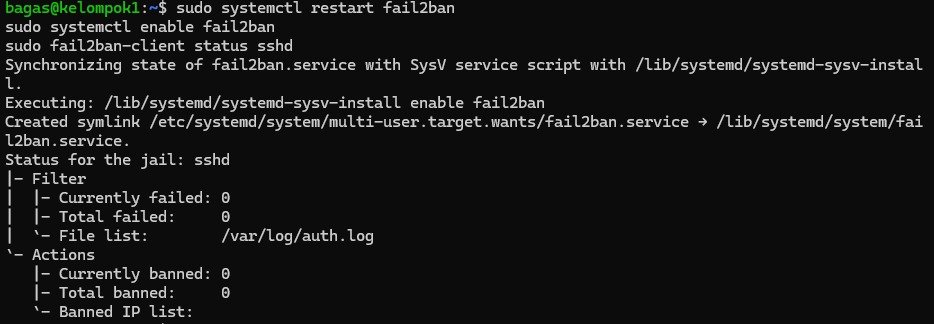 bagas@kelompok1:~$ sudo systemctl restart fail2ban
sudo systemctl enable fail2ban
sudo fail2ban-client status sshd
Synchronizing state of fail2ban.service with SysV service script with /lib/systemd/systemd-sysv-instal
l.
Executing: /lib/systemd/systemd-sysv-install enable fail2ban
Created symlink /etc/systemd/system/multi-user.target.wants/fail2ban.service → /lib/systemd/system/fai
l2ban.service.
Status for the jail: sshd
|- Filter
|  |- Currently failed: 0
|  |- Total failed:     0
|  `- File list:        /var/log/auth.log
`- Actions
   |- Currently banned: 0
   |- Total banned:     0
   `- Banned IP list: